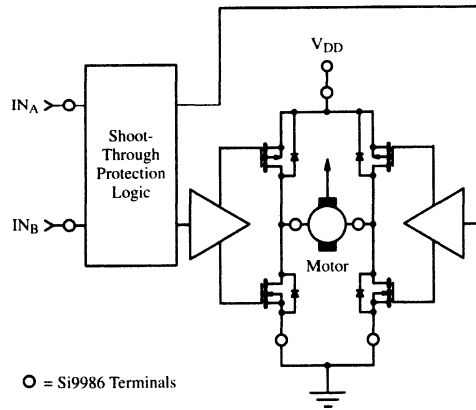 V_DD
IN_A
Shoot-
Through
Protection
Logic
IN_B
Motor
= Si9986 Terminals